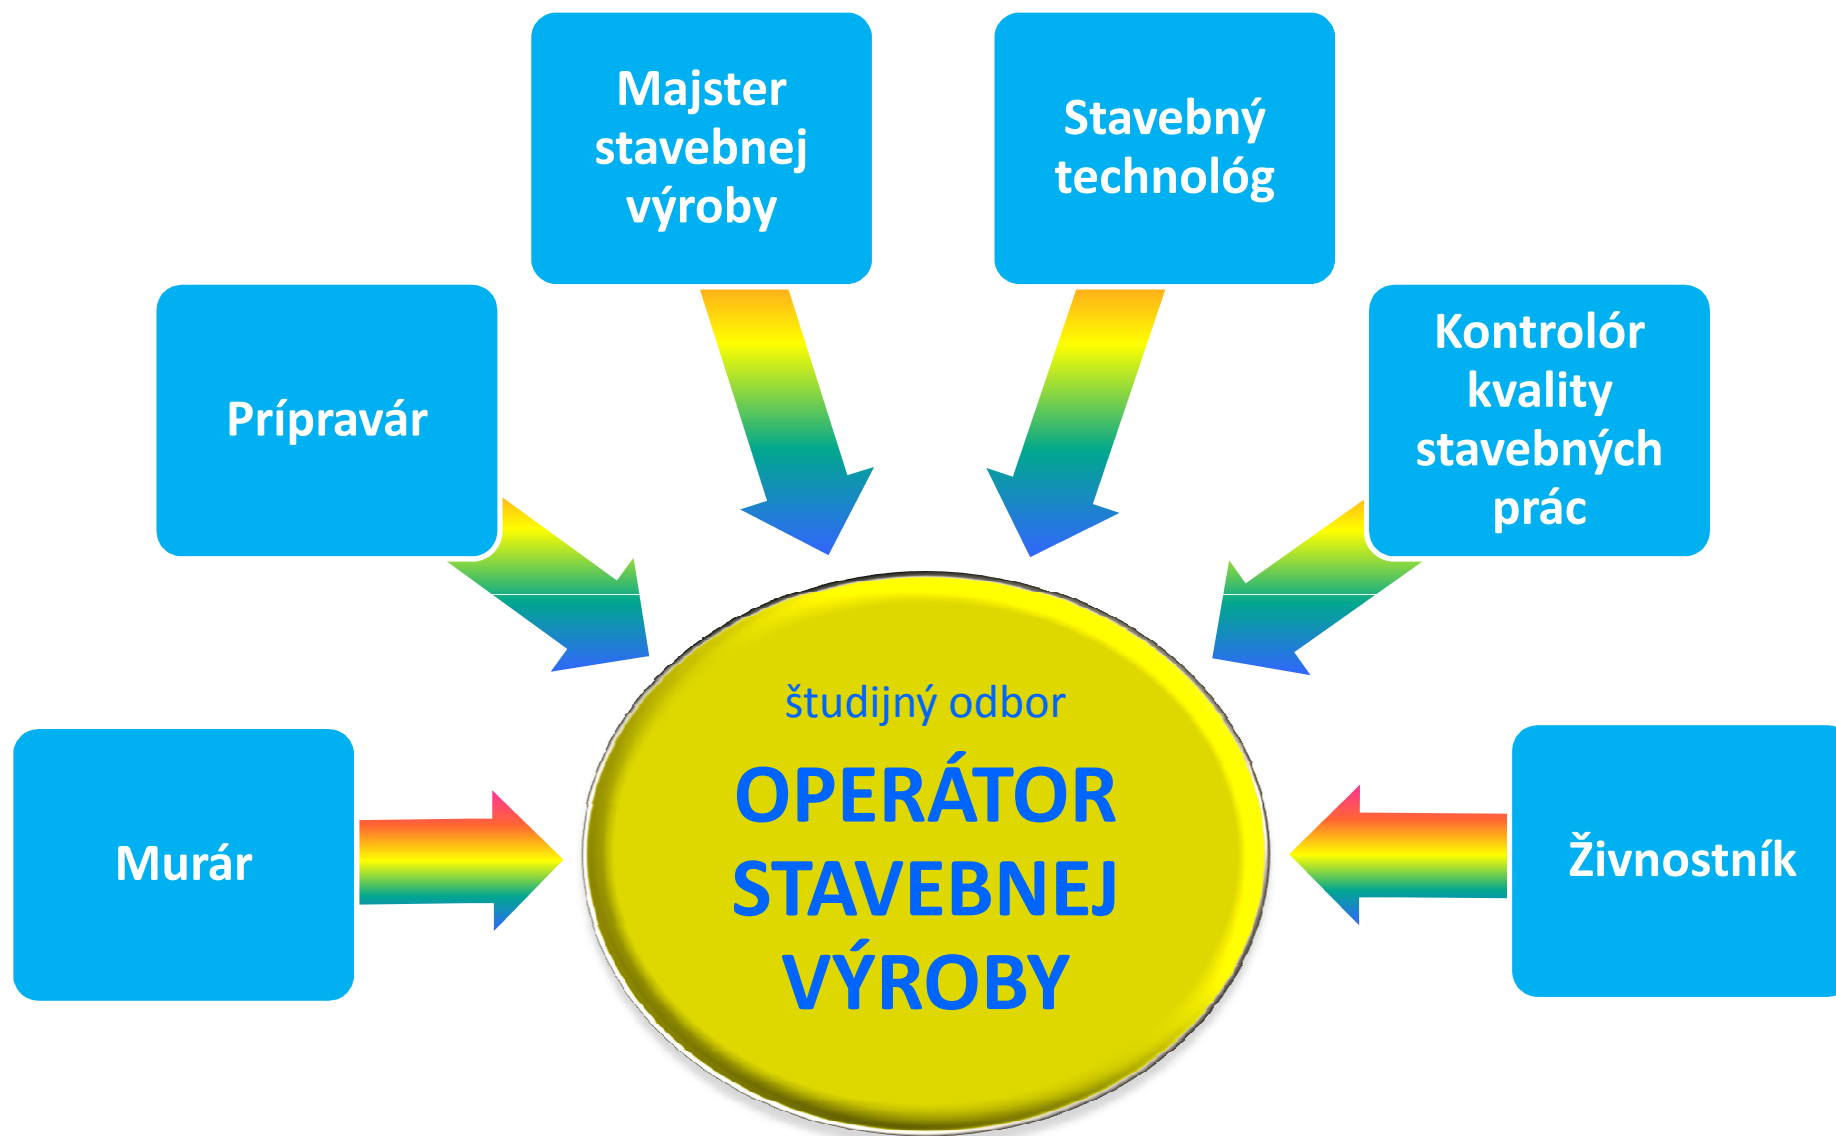 Majster
stavebnej
výroby
Stavebný
technológ
Prípravár
Kontrolór
kvality
stavebných
prác
študijný odbor
OPERÁTOR
STAVEBNEJ
VÝROBY
Murár
Živnostník